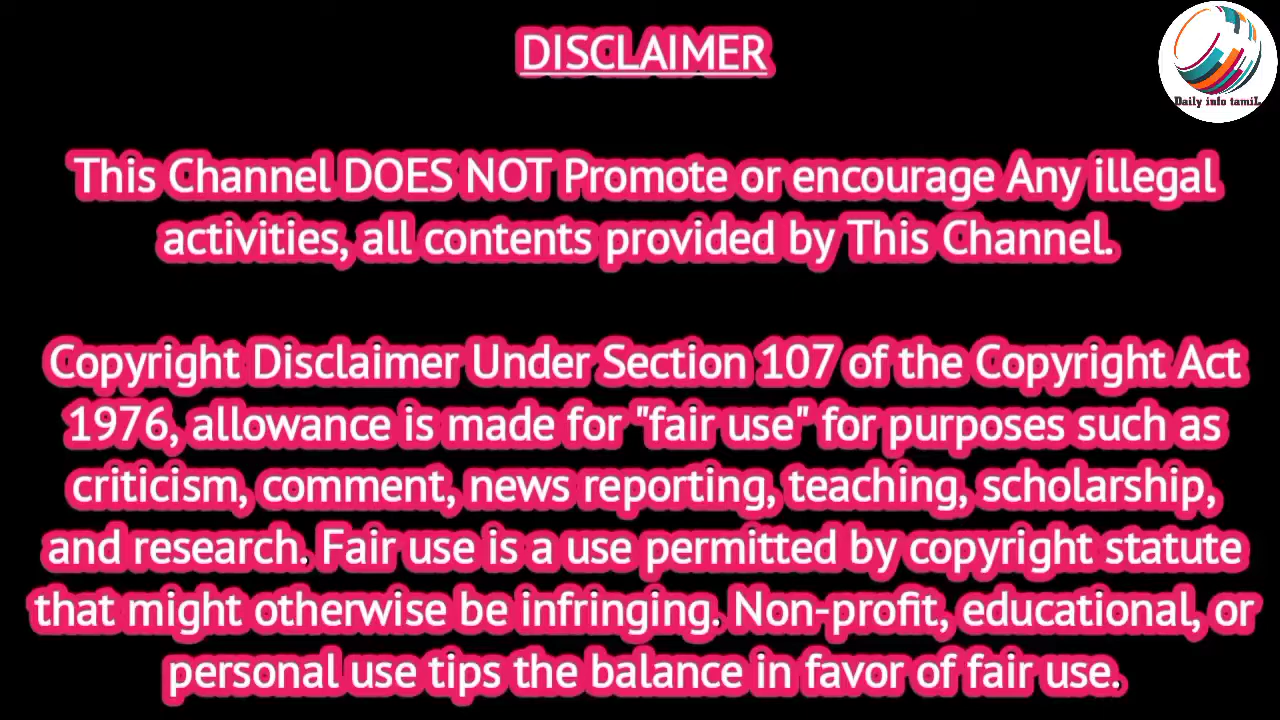 DISCLAIMER
Daily info tamiL
This Channel DOES NOT Promote or encourage Any illegal
activities, all contents provided by This Channel.
Copyright Disclaimer Under Section 107 of the Copyright Act
1976, allowance is made for "fair use" for purposes such as
criticism, comment, news reporting, teaching, scholarship,
and research. Fair use is a use permitted by copyright statute
that might otherwise be infringing. Non-profit, educational, or
personal use tips the balance in favor of fair use.